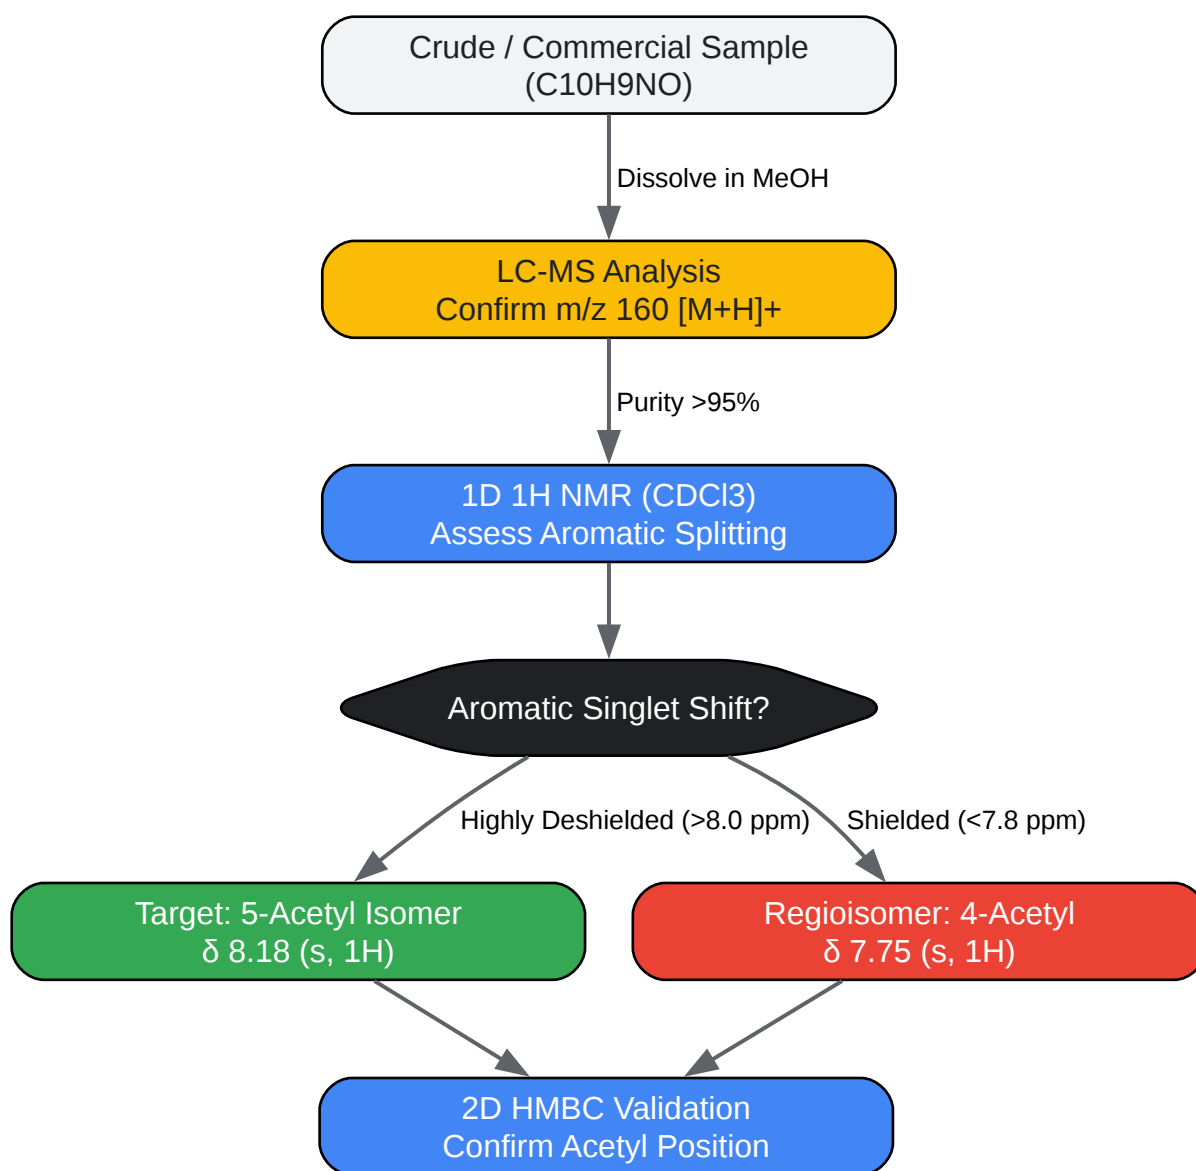 Crude / Commercial Sample
(C10H9NO)
Dissolve in MeOH
LC-MS Analysis
Confirm m/z 160 [M+H]+
Purity >95%
1D 1H NMR (CDCl3)
Assess Aromatic Splitting
Aromatic Singlet Shift?
Highly Deshielded (>8.0 ppm)
Shielded (<7.8 ppm)
Target: 5-Acetyl Isomer
δ 8.18 (s, 1H)
Regioisomer: 4-Acetyl
δ 7.75 (s, 1H)
2D HMBC Validation
Confirm Acetyl Position